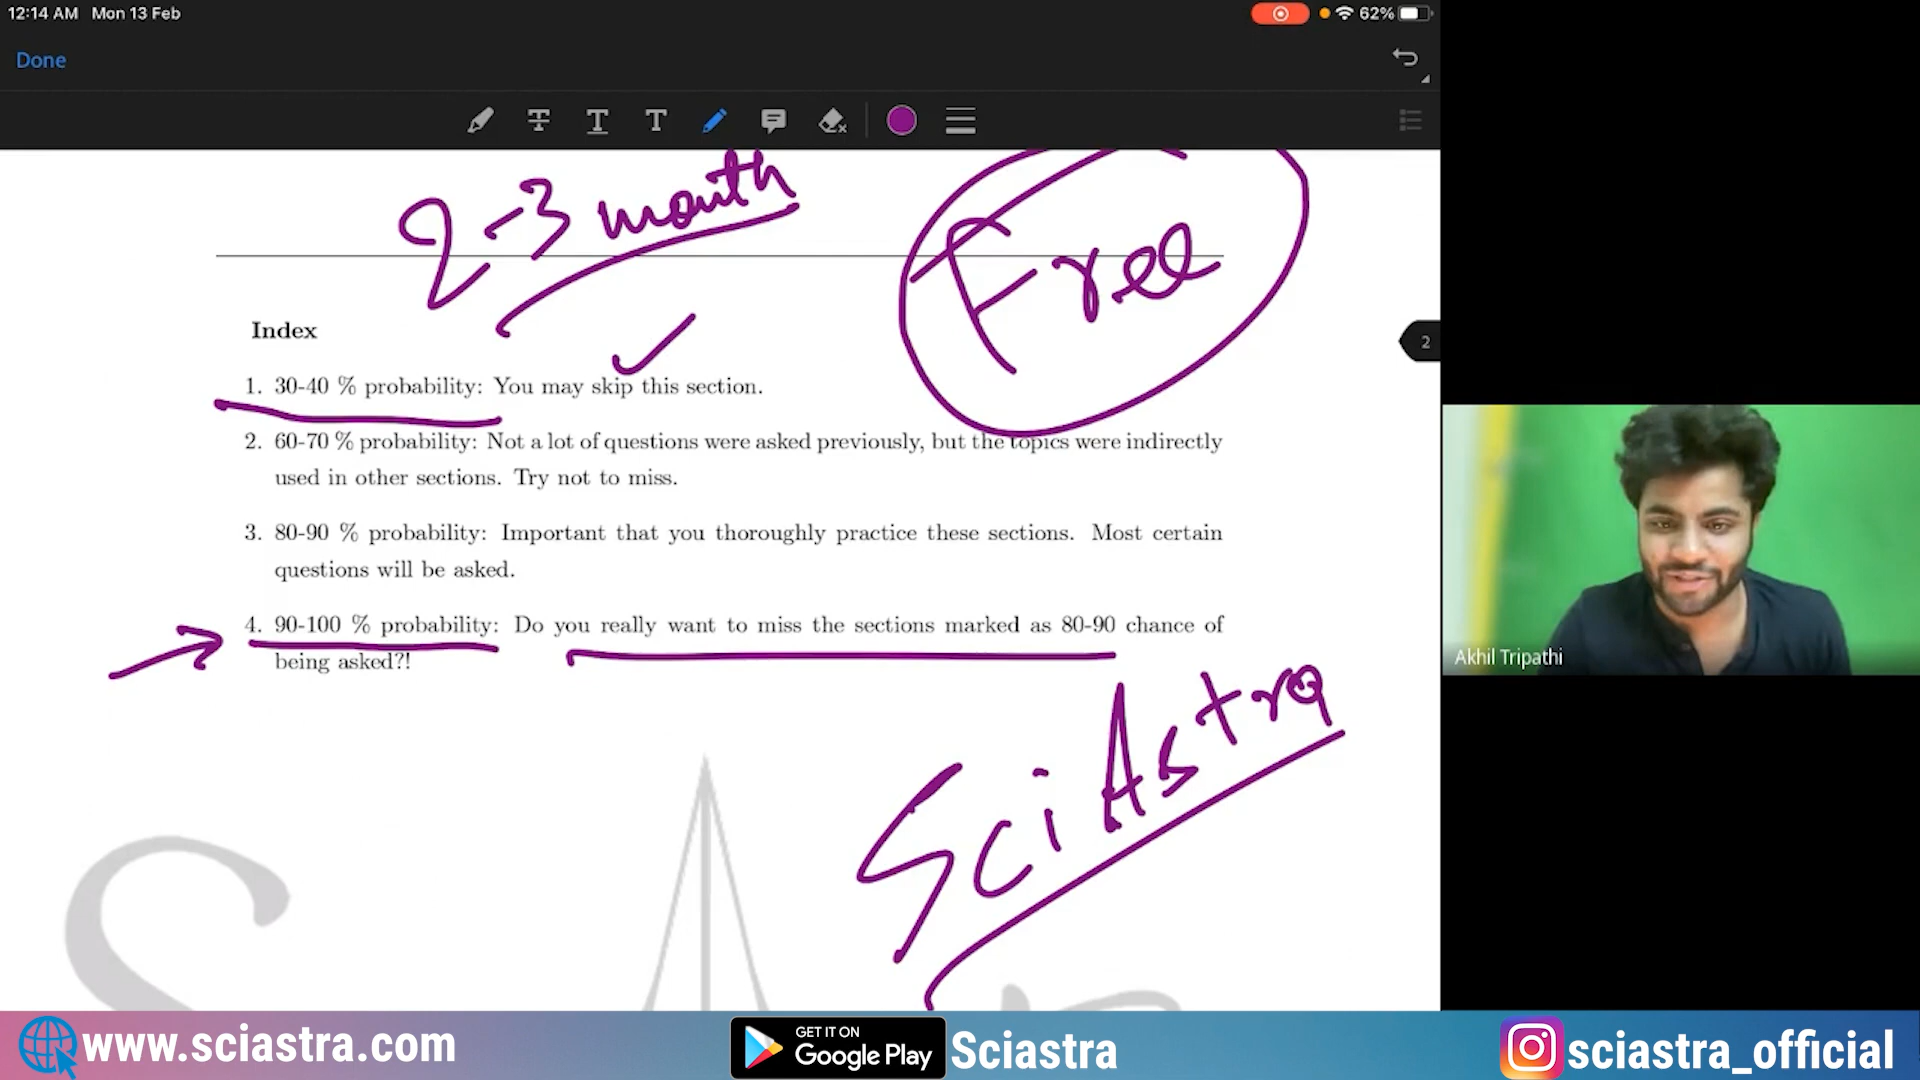 12:14 AM Mon 13 Feb
62%
Done
2-3 month
Free
Index
2
1. 30-40 % probability: You may skip this section.
2. 60-70 % probability: Not a lot of questions were asked previously, but the topics were indirectly
used in other sections. Try not to miss.
3. 80-90 % probability: Important that you thoroughly practice these sections. Most certain
questions will be asked.
4. 90-100 % probability: Do you really want to miss the sections marked as 80-90 chance of
being asked?!
Akhil Tripathi
SciAstra
www.sciastra.com
GET IT ON
Google Play
Sciastra
sciastra_official